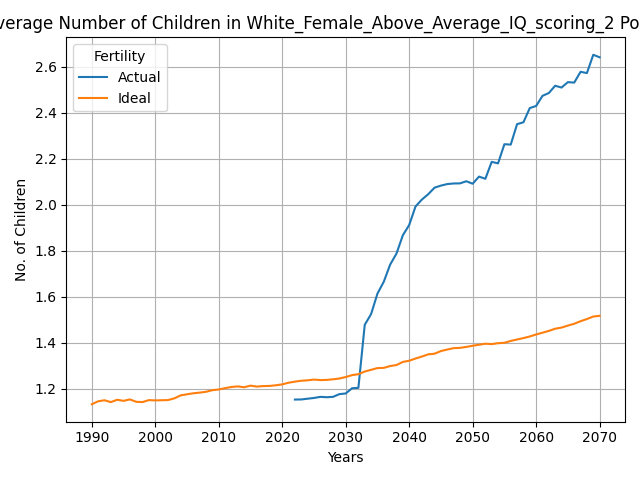 verage Number of Children in White_Female_Above_Average_IQ_scoring_2 Po
Fertility
Actual
Ideal
2.6
2.4
2.2
2.0
1.8
1.6
1.4
1.2
No. of Children
1990 2000 2010 2020 2030 2040 2050 2060 2070
Years